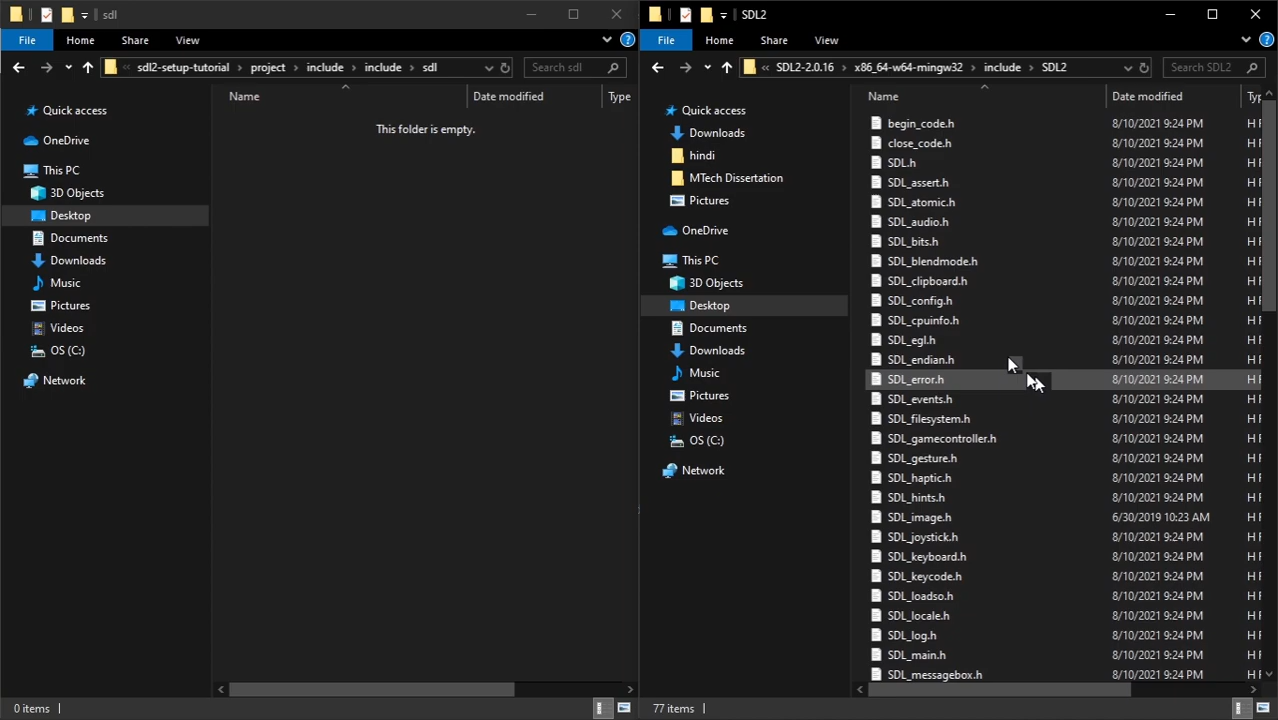 sdl
File Home Share View
sdl2-setup-tutorial project include include sdl
Search sdl
Name Date modified Type
This folder is empty.
Quick access
OneDrive
This PC
3D Objects
Desktop
Documents
Downloads
Music
Pictures
Videos
OS (C:)
Network
0 items
SDL2
File Home Share View
SDL2-2.0.16 x86_64-w64-mingw32 include SDL2
Search SDL2
Quick access
Downloads
hindi
MTech Dissertation
Pictures
OneDrive
This PC
3D Objects
Desktop
Documents
Downloads
Music
Pictures
Videos
OS (C:)
Network
Name Date modified
begin_code.h 8/10/2021 9:24 PM H F
close_code.h 8/10/2021 9:24 PM H F
SDL.h 8/10/2021 9:24 PM H F
SDL_assert.h 8/10/2021 9:24 PM H F
SDL_atomic.h 8/10/2021 9:24 PM H F
SDL_audio.h 8/10/2021 9:24 PM H F
SDL_bits.h 8/10/2021 9:24 PM H F
SDL_blendmode.h 8/10/2021 9:24 PM H F
SDL_clipboard.h 8/10/2021 9:24 PM H F
SDL_config.h 8/10/2021 9:24 PM H F
SDL_cpuinfo.h 8/10/2021 9:24 PM H F
SDL_egl.h 8/10/2021 9:24 PM H F
SDL_endian.h 8/10/2021 9:24 PM H F
SDL_error.h 8/10/2021 9:24 PM H F
SDL_events.h 8/10/2021 9:24 PM H F
SDL_filesystem.h 8/10/2021 9:24 PM H F
SDL_gamecontroller.h 8/10/2021 9:24 PM H F
SDL_gesture.h 8/10/2021 9:24 PM H F
SDL_haptic.h 8/10/2021 9:24 PM H F
SDL_hints.h 8/10/2021 9:24 PM H F
SDL_image.h 6/30/2019 10:23 AM H F
SDL_joystick.h 8/10/2021 9:24 PM H F
SDL_keyboard.h 8/10/2021 9:24 PM H F
SDL_keycode.h 8/10/2021 9:24 PM H F
SDL_loadso.h 8/10/2021 9:24 PM H F
SDL_locale.h 8/10/2021 9:24 PM H F
SDL_log.h 8/10/2021 9:24 PM H F
SDL_main.h 8/10/2021 9:24 PM H F
SDL_messagebox.h 8/10/2021 9:24 PM H F
77 items